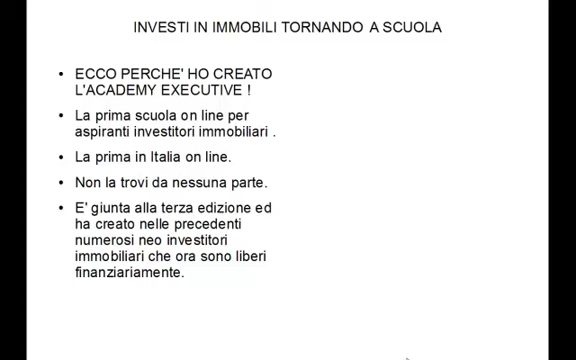 INVESTI IN IMMOBILI TORNANDO A SCUOLA
• ECCO PERCHE' HO CREATO
L'ACADEMY EXECUTIVE !
• La prima scuola on line per
aspiranti investitori immobiliari .
• La prima in Italia on line.
• Non la trovi da nessuna parte.
• E' giunta alla terza edizione ed
ha creato nelle precedenti
numerosi neo investitori
immobiliari che ora sono liberi
finanziariamente.